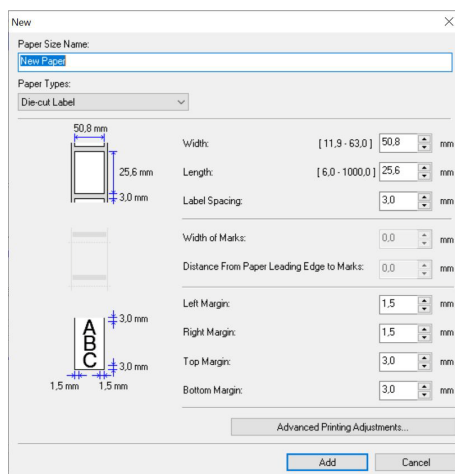 New
Paper Size Name:
New Paper
Paper Types:
Die-cut Label
50,8 mm
25,6 mm
3,0 mm
Width: [ 11,9 - 63,0 ] 50,8 mm
Length: [ 6,0 - 1000,0 ] 25,6 mm
Label Spacing: 3,0 mm
Width of Marks: 0,0 mm
Distance From Paper Leading Edge to Marks: 0,0 mm
3,0 mm
A
B
C
3,0 mm
1,5 mm 1,5 mm
Left Margin: 1,5 mm
Right Margin: 1,5 mm
Top Margin: 3,0 mm
Bottom Margin: 3,0 mm
Advanced Printing Adjustments...
Add Cancel